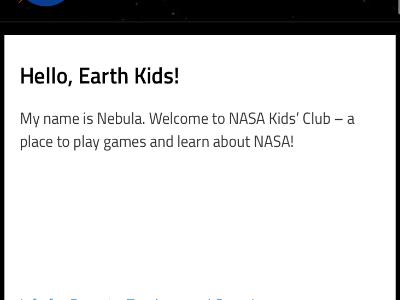 Hello, Earth Kids!
My name is Nebula. Welcome to NASA Kids’ Club – a
place to play games and learn about NASA!